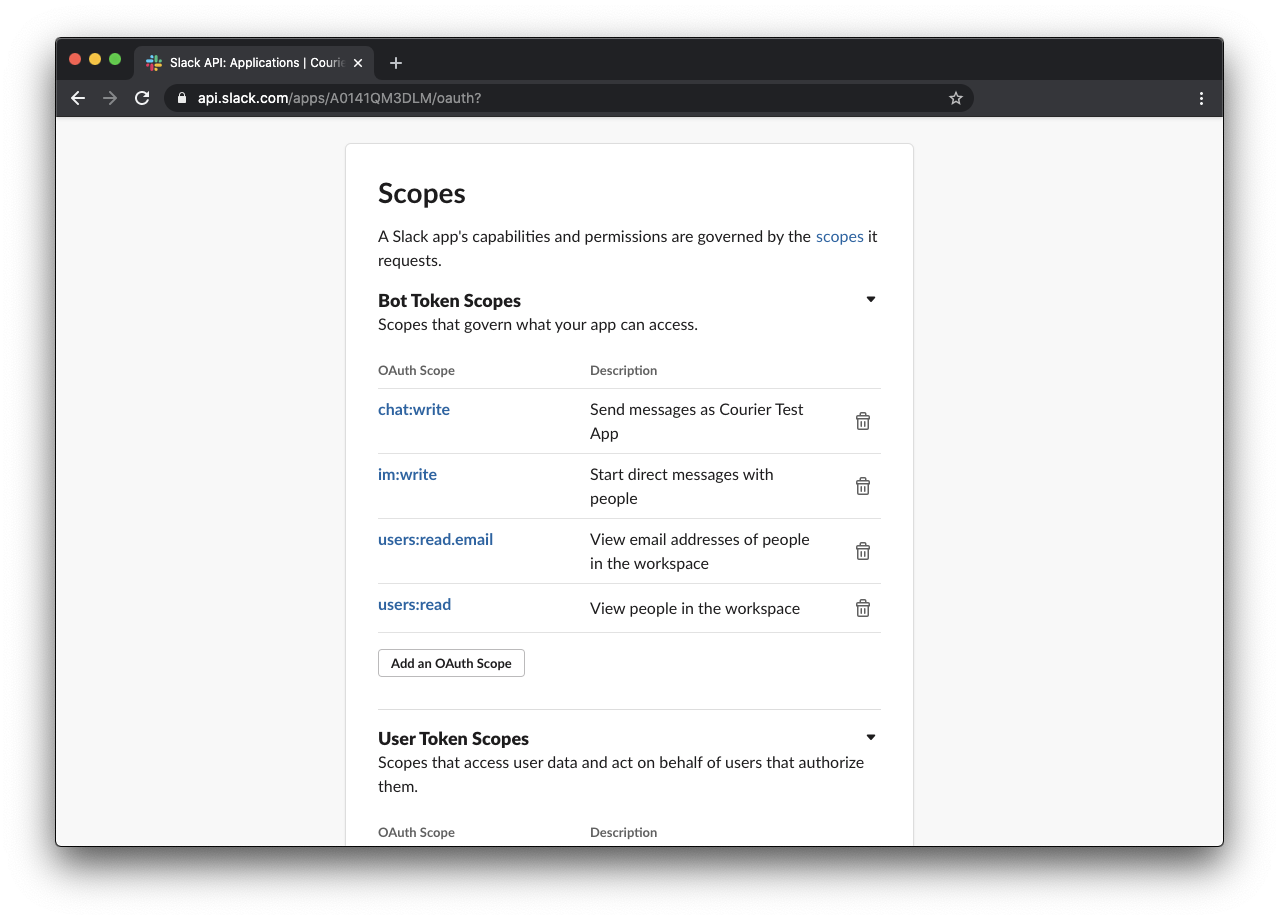 Slack API: Applications | Couri
api.slack.com/apps/A0141QM3DLM/oauth?
Scopes
A Slack app's capabilities and permissions are governed by the scopes it
requests.
Bot Token Scopes
Scopes that govern what your app can access.
OAuth Scope Description
chat:write Send messages as Courier Test
App
im:write Start direct messages with
people
users:read.email View email addresses of people
in the workspace
users:read View people in the workspace
Add an OAuth Scope
User Token Scopes
Scopes that access user data and act on behalf of users that authorize
them.
OAuth Scope Description